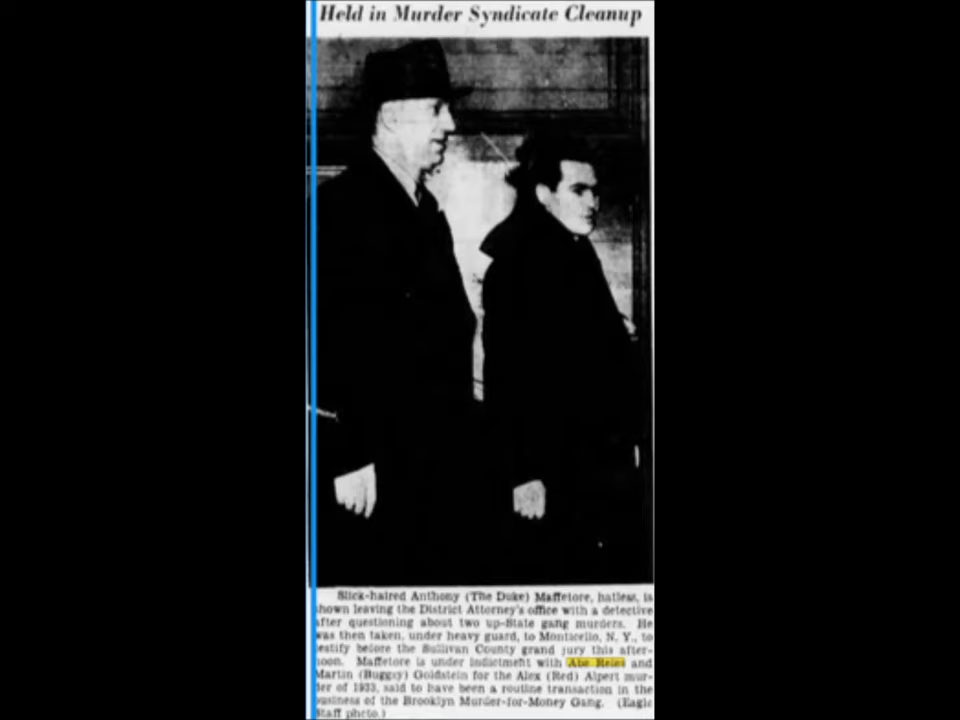 Held in Murder Syndicate Cleanup
Slick-haired Anthony (The Duke) Maffetore, hatless, is
shown leaving the District Attorney's office with a detective
after questioning about two up-State gang murders. He
was then taken, under heavy guard, to Monticello, N. Y., to
testify before the Sullivan County grand jury this after-
noon. Maffetore is under indictment with Abe Reles and
Martin (Buggsy) Goldstein for the Alex (Red) Alpert mur-
der of 1933, said to have been a routine transaction in the
business of the Brooklyn Murder-for-Money Gang. (Eagle
Staff photo.)